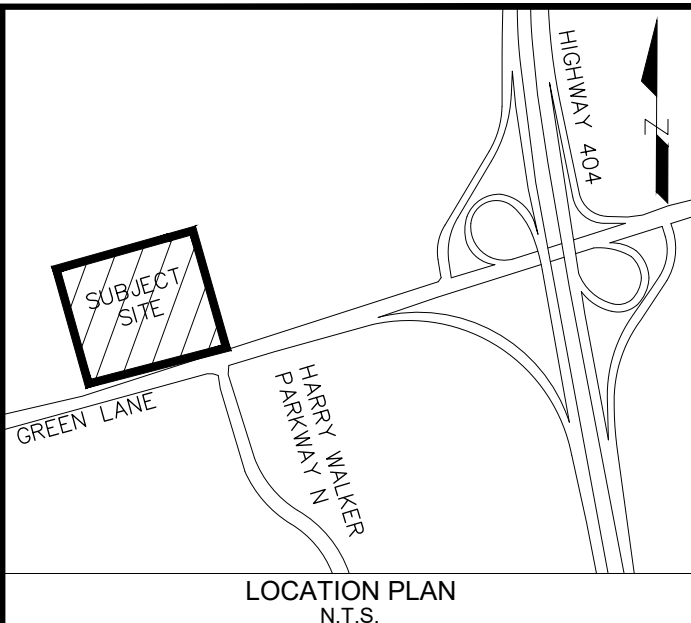 HIGHWAY 404
N
SUBJECT
SITE
GREEN LANE
HARRY WALKER
PARKWAY N
LOCATION PLAN
N.T.S.